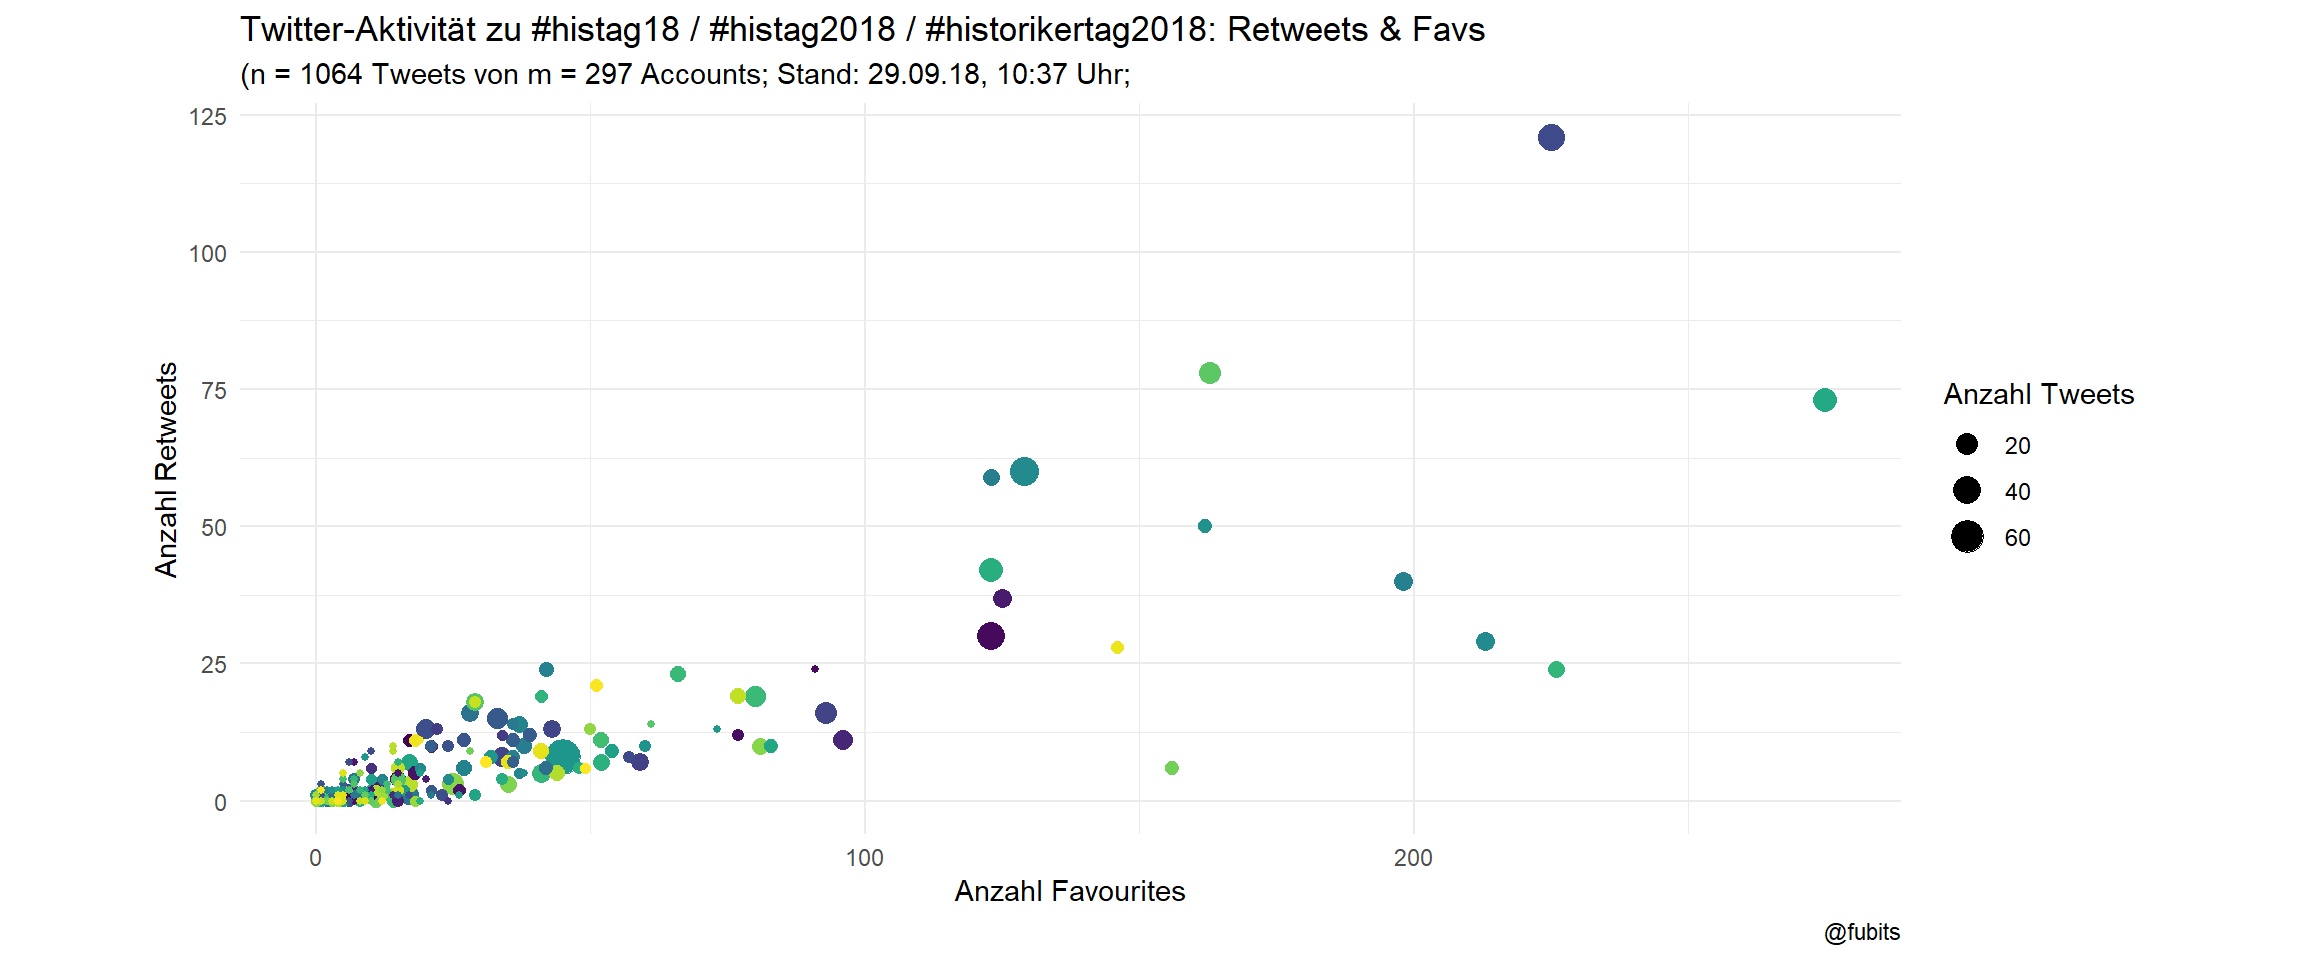 Twitter-Aktivität zu #histag18 / #histag2018 / #historikertag2018: Retweets & Favs
(n = 1064 Tweets von m = 297 Accounts; Stand: 29.09.18, 10:37 Uhr;
125
100
75
50
25
0
Anzahl Retweets
0 100 200
Anzahl Favourites
Anzahl Tweets
20
40
60
@fubits